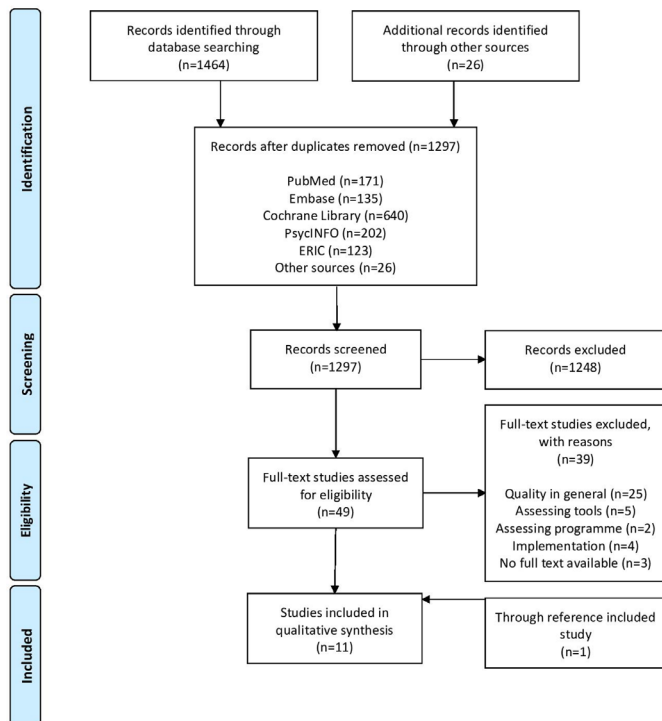 Records identified through
database searching
(n=1464)
Additional records identified
through other sources
(n=26)
Identification
Records after duplicates removed (n=1297)
PubMed (n=171)
Embase (n=135)
Cochrane Library (n=640)
PsycINFO (n=202)
ERIC (n=123)
Other sources (n=26)
Screening
Records screened
(n=1297)
Records excluded
(n=1248)
Eligibility
Full-text studies assessed
for eligibility
(n=49)
Full-text studies excluded,
with reasons
(n=39)
Quality in general (n=25)
Assessing tools (n=5)
Assessing programme (n=2)
Implementation (n=4)
No full text available (n=3)
Included
Studies included in
qualitative synthesis
(n=11)
Through reference included
study
(n=1)